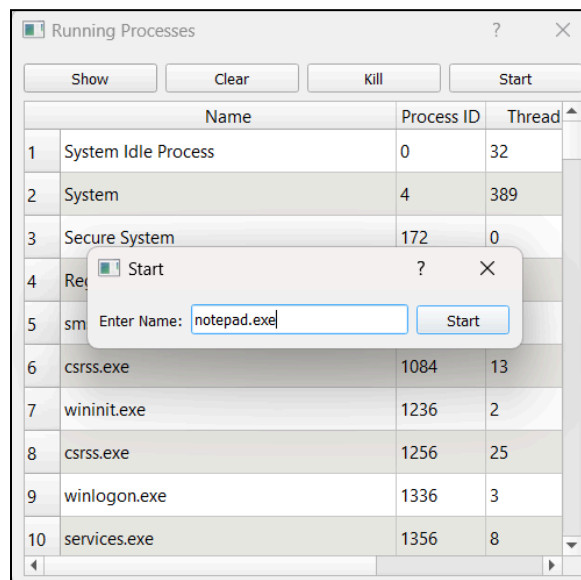 Running Processes ?
Show Clear Kill Start
Name Process ID Thread
1 System Idle Process 0 32
2 System 4 389
3 Secure System 172 0
Start ?
4
Enter Name: notepad.exe Start
5
6 csrss.exe 1084 13
7 wininit.exe 1236 2
8 csrss.exe 1256 25
9 winlogon.exe 1336 3
10 services.exe 1356 8